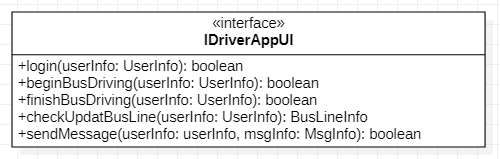 «interface»
IDriverAppUI
+login(userInfo: UserInfo): boolean
+beginBusDriving(userInfo: UserInfo): boolean
+finishBusDriving(userInfo: UserInfo): boolean
+checkUpdatBusLine(userInfo: UserInfo): BusLineInfo
+sendMessage(userInfo: userInfo, msgInfo: MsgInfo): boolean